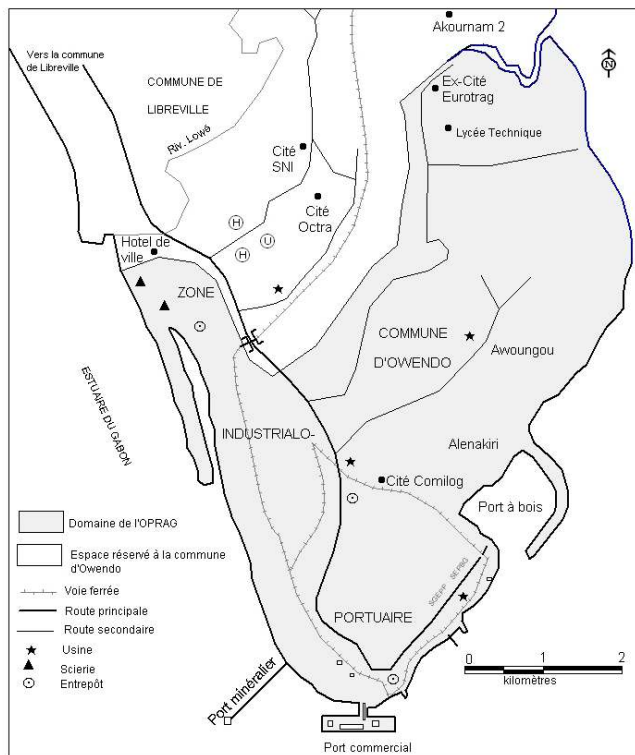 Akournam 2
Vers la commune
de Libreville
COMMUNE DE
LIBREVILLE
N
Ex-Cité
Eurotrag
Riv. Lowé
Lycée Technique
Cité
SNI
Cité
Octra
H
U
H
Hotel de
ville
ZONE
COMMUNE
D'OWENDO
Awoungou
ESTUAIRE DU GABON
INDUSTRIALO-
Alenakiri
Cité Comilog
Port à bois
Domaine de l'OPRAG
Espace réservé à la commune
d'Owendo
Voie ferrée
Route principale
Route secondaire
Usine
Scierie
Entrepôt
SGEPP SEPBG
PORTUAIRE
Port minéralier
0 1 2
kilomètres
Port commercial